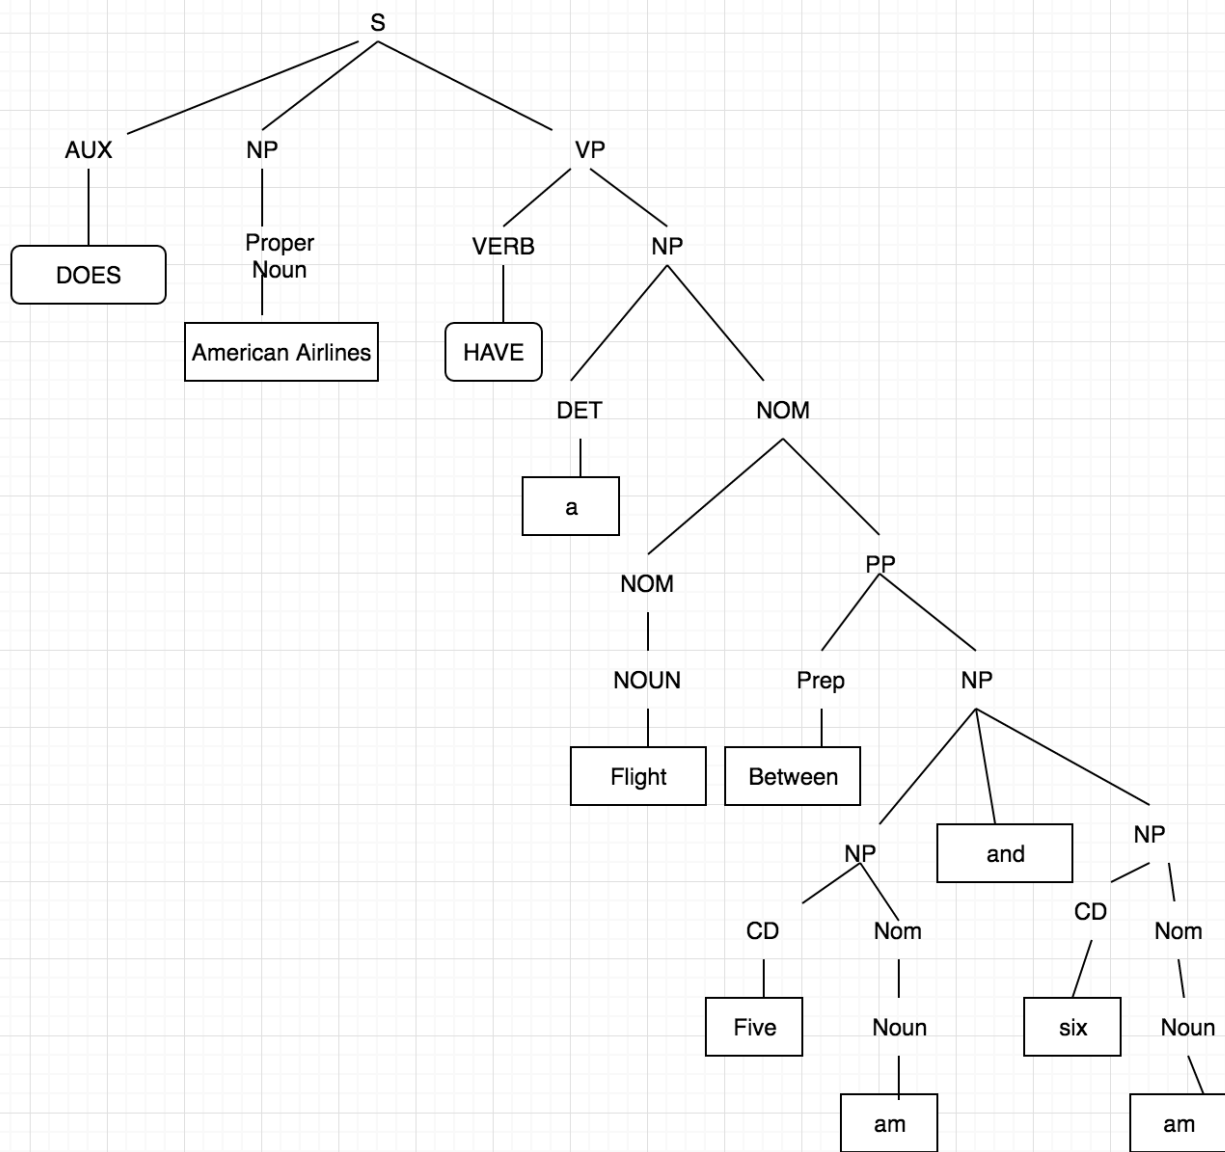 S
AUX NP VP
Proper
Noun
VERB NP
DOES
American Airlines
HAVE
DET NOM
a
NOM PP
NOUN Prep NP
Flight Between
NP and NP
CD Nom CD Nom
Five Noun six Noun
am am